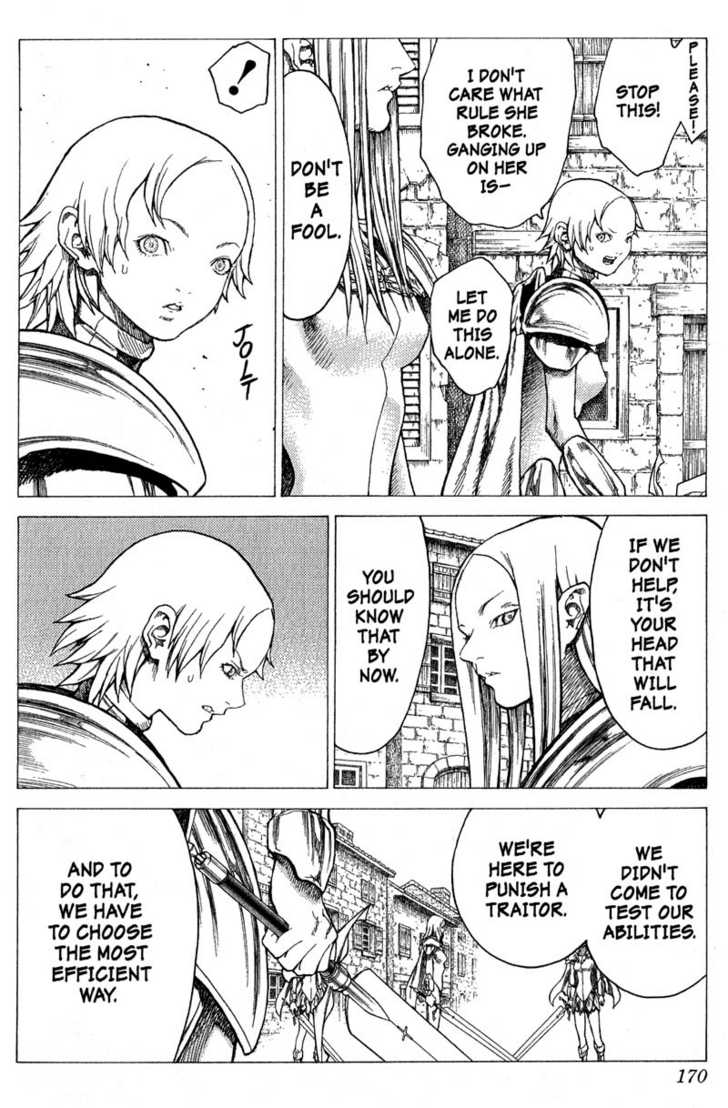 PLEASE!
STOP
THIS!
I DON'T
CARE WHAT
RULE SHE
BROKE.
GANGING UP
ON HER
IS—
LET
ME DO
THIS
ALONE.
DON'T
BE
A
FOOL.
!
JOLT
IF WE
DON'T
HELP,
IT'S
YOUR
HEAD
THAT
WILL
FALL.
YOU
SHOULD
KNOW
THAT
BY
NOW.
WE
DIDN'T
COME TO
TEST OUR
ABILITIES.
WE'RE
HERE TO
PUNISH A
TRAITOR.
AND TO
DO THAT,
WE HAVE
TO CHOOSE
THE MOST
EFFICIENT
WAY.
170